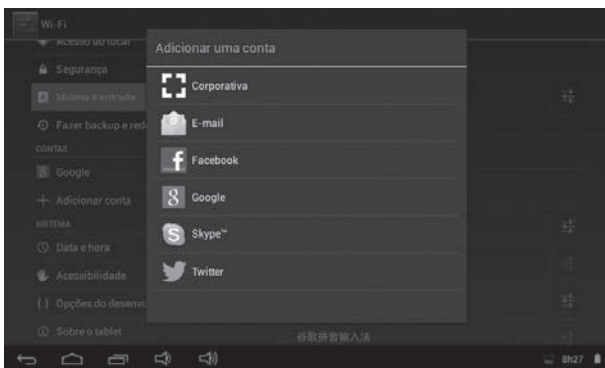 Wi-Fi
Acesso ao local
Segurança
Idioma e entrada
Fazer backup e red
CONTAS
Google
Adicionar conta
SISTEMA
Data e hora
Acessibilidade
{ } Opções do desenvo
Sobre o tablet
Adicionar uma conta
Corporativa
E-mail
Facebook
Google
Skype™
Twitter
谷歌拼音输入法
8h27